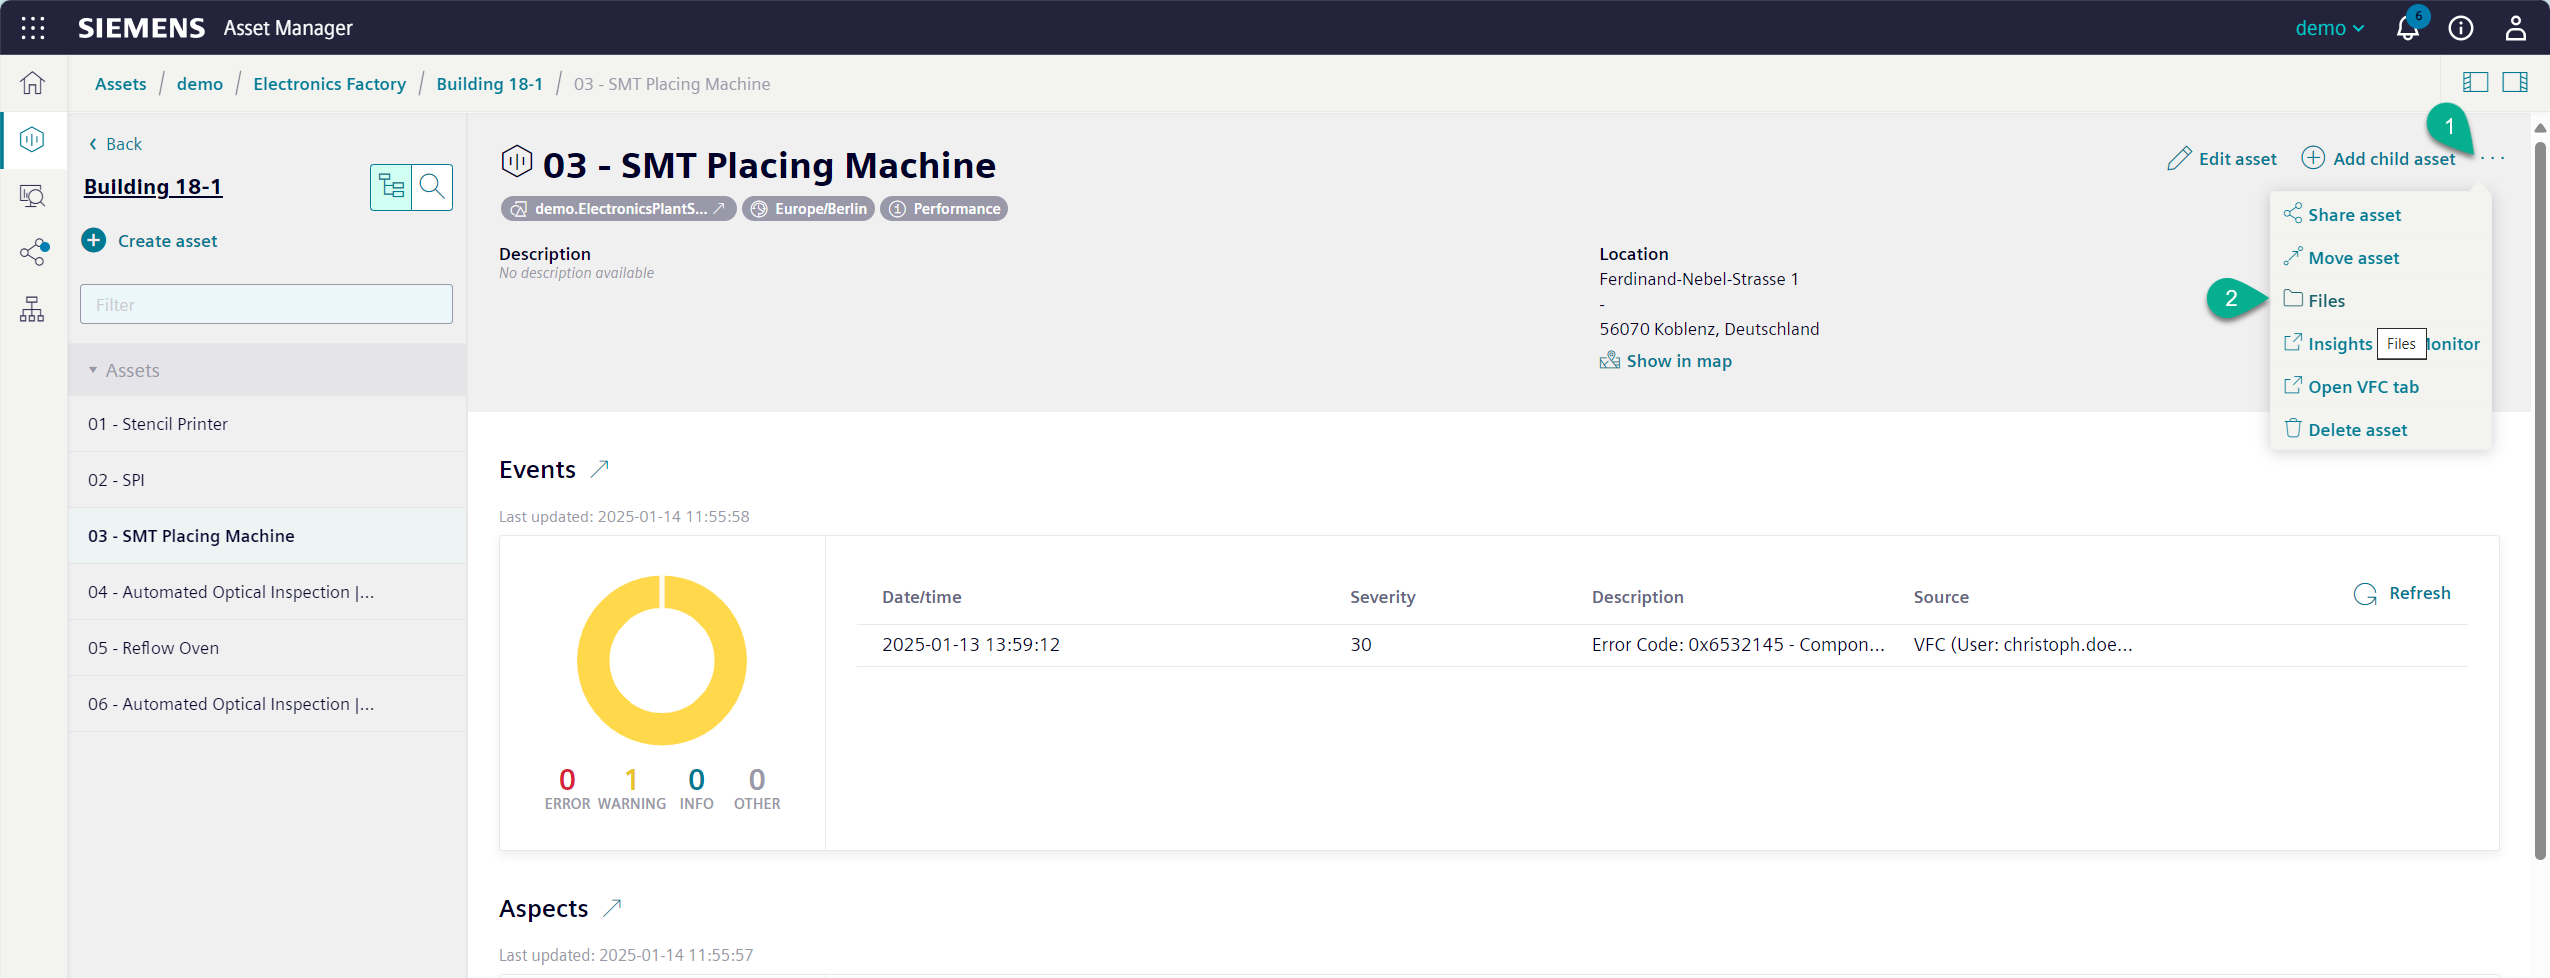 SIEMENS Asset Manager
demo
6
Assets / demo / Electronics Factory / Building 18-1 / 03 - SMT Placing Machine
Back
Building 18-1
Create asset
Filter
Assets
01 - Stencil Printer
02 - SPI
03 - SMT Placing Machine
04 - Automated Optical Inspection |...
05 - Reflow Oven
06 - Automated Optical Inspection |...
03 - SMT Placing Machine
demo.ElectronicsPlantS...
Europe/Berlin
Performance
Description
No description available
Location
Ferdinand-Nebel-Strasse 1
-
56070 Koblenz, Deutschland
Show in map
Edit asset
Add child asset
...
1
Share asset
Move asset
2
Files
Insights
Files
onitor
Open VFC tab
Delete asset
Events
Last updated: 2025-01-14 11:55:58
0 1 0 0
ERROR WARNING INFO OTHER
Date/time Severity Description Source
Refresh
2025-01-13 13:59:12 30 Error Code: 0x6532145 - Compon... VFC (User: christoph.doe...
Aspects
Last updated: 2025-01-14 11:55:57